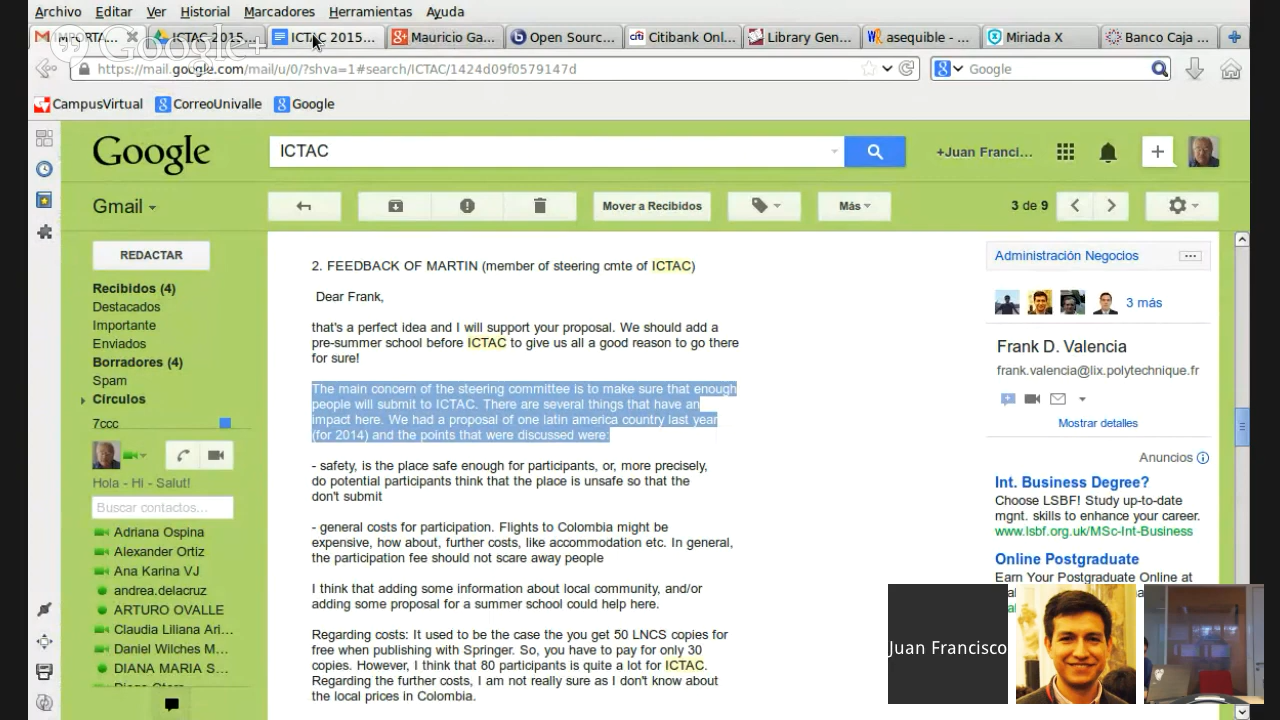 Archivo Editar Ver Historial Marcadores Herramientas Ayuda
ICTAC 2015... ICTAC 2015... Mauricio Ga... Open Sourc... Citibank Onl... Library Gen... asequible - ... Miriada X Banco Caja ...
Google+
https://mail.google.com/mail/u/0/?shva=1#search/ICTAC/1424d09f0579147d
Google
CampusVirtual CorreoUnivalle Google
Google
ICTAC
+Juan Franci...
Gmail
Mover a Recibidos
Más
3 de 9
REDACTAR
Recibidos (4)
Destacados
Importante
Enviados
Borradores (4)
Spam
Círculos
7ccc
Hola - Hi - Salut!
Buscar contactos...
Adriana Ospina
Alexander Ortiz
Ana Karina VJ
andrea.delacruz
ARTURO OVALLE
Claudia Liliana Ari...
Daniel Wilches M...
DIANA MARIA S...
2. FEEDBACK OF MARTIN (member of steering cmte of ICTAC)
Dear Frank,
that's a perfect idea and I will support your proposal. We should add a
pre-summer school before ICTAC to give us all a good reason to go there
for sure!
The main concern of the steering committee is to make sure that enough
people will submit to ICTAC. There are several things that have an
impact here. We had a proposal of one latin america country last year
(for 2014) and the points that were discussed were:
- safety, is the place safe enough for participants, or, more precisely,
do potential participants think that the place is unsafe so that the
don't submit
- general costs for participation. Flights to Colombia might be
expensive, how about, further costs, like accommodation etc. In general,
the participation fee should not scare away people
I think that adding some information about local community, and/or
adding some proposal for a summer school could help here.
Regarding costs: It used to be the case the you get 50 LNCS copies for
free when publishing with Springer. So, you have to pay for only 30
copies. However, I think that 80 participants is quite a lot for ICTAC.
Regarding the further costs, I am not really sure as I don't know about
the local prices in Colombia.
Administración Negocios
3 más
Frank D. Valencia
frank.valencia@lix.polytechnique.fr
Mostrar detalles
Anuncios
Int. Business Degree?
Choose LSBF! Study up-to-date
mgnt. skills to enhance your career.
www.lsbf.org.uk/MSc-Int-Business
Online Postgraduate
Earn Your Postgraduate Online at
Juan Francisco